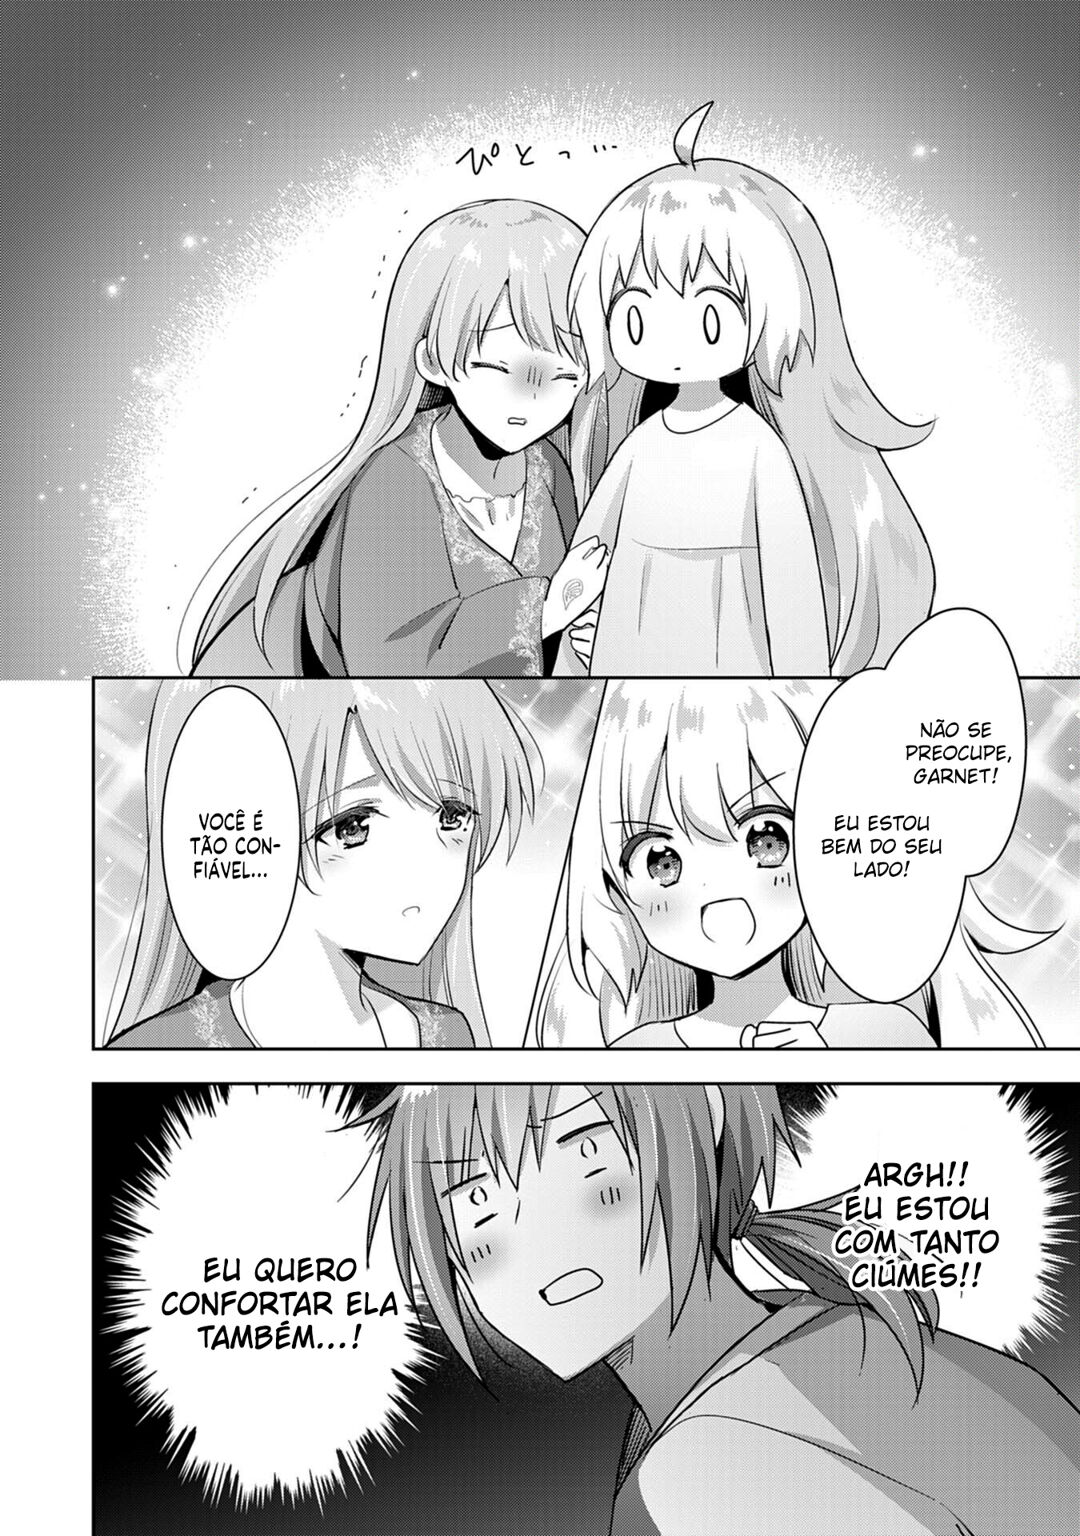 ぴとっ…
NÃO SE
PREOCUPE,
GARNET!
EU ESTOU
BEM DO SEU
LADO!
VOCÊ É
TÃO CON-
FIÁVEL...
ARGH!!
EU ESTOU
COM TANTO
CIÚMES!!
EU QUERO
CONFORTAR ELA
TAMBÉM...!